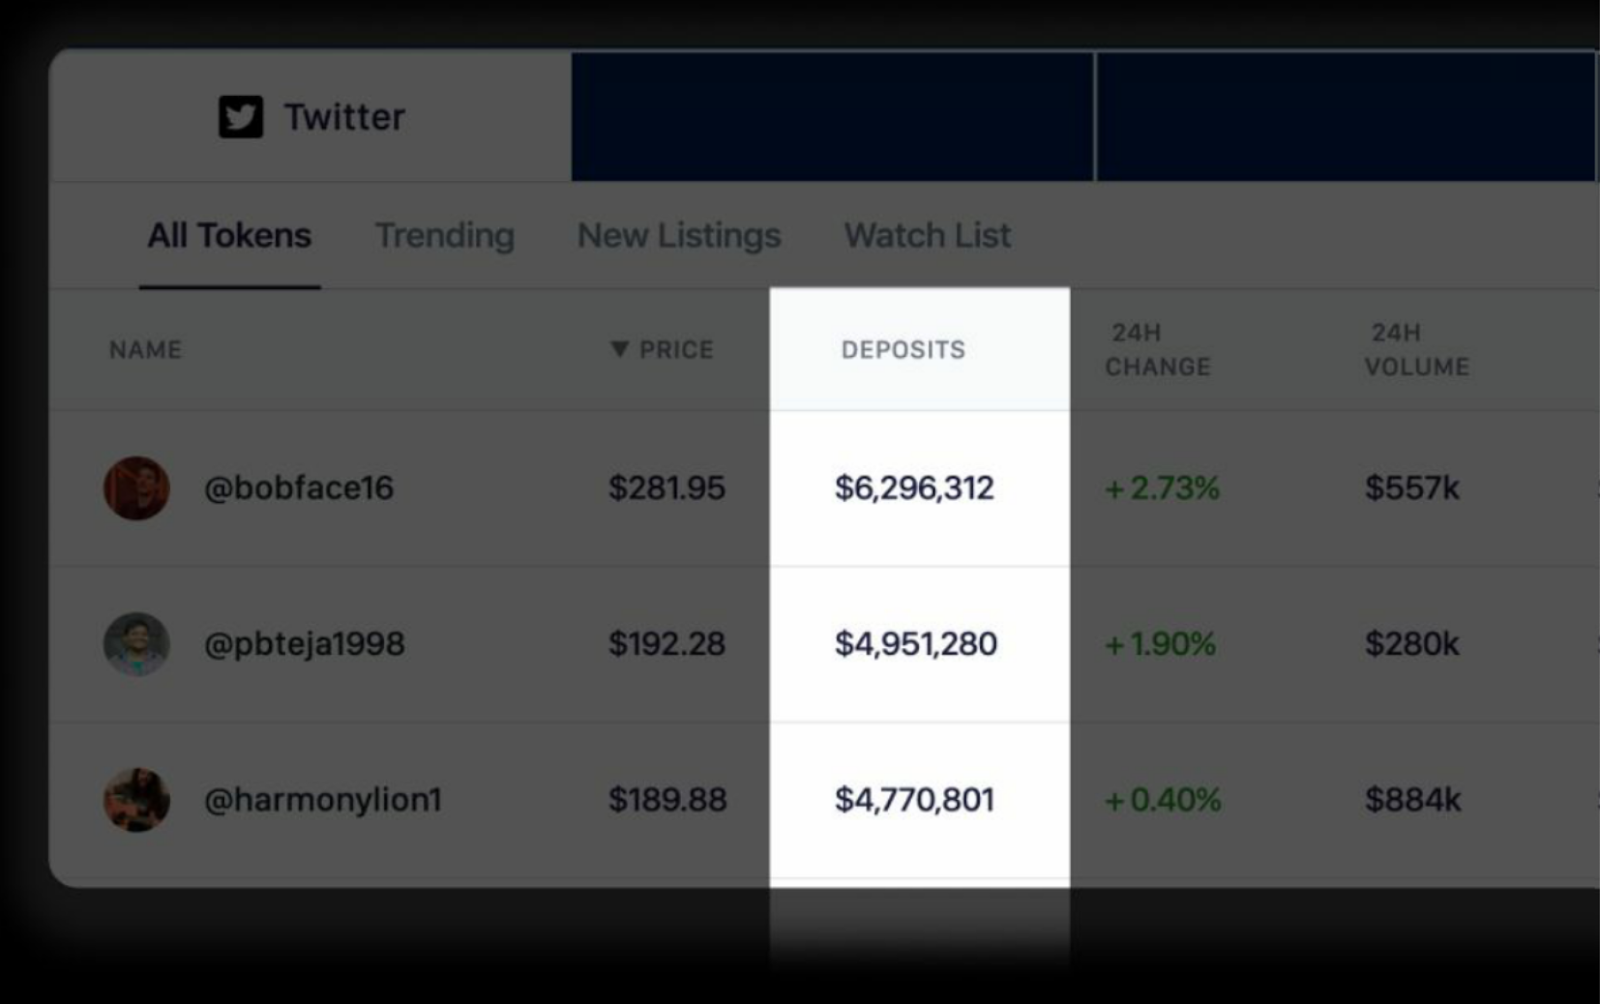 Twitter
All Tokens Trending New Listings Watch List
NAME ▼ PRICE DEPOSITS 24H CHANGE 24H VOLUME
@bobface16 $281.95 $6,296,312 +2.73% $557k
@pbteja1998 $192.28 $4,951,280 +1.90% $280k
@harmonylion1 $189.88 $4,770,801 +0.40% $884k